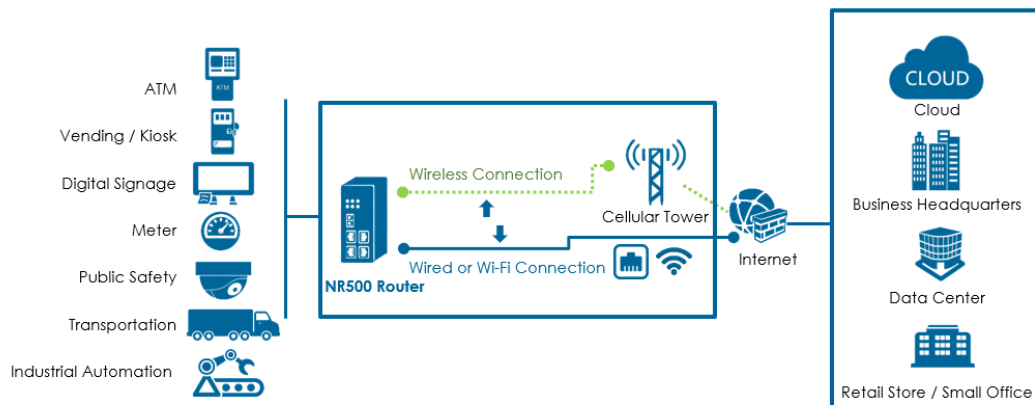 ATM
ATM
Vending / Kiosk
Digital Signage
Meter
Public Safety
Transportation
Industrial Automation
Wireless Connection
Wired or Wi-Fi Connection
NR500 Router
Cellular Tower
Internet
CLOUD
Cloud
Business Headquarters
Data Center
Retail Store / Small Office